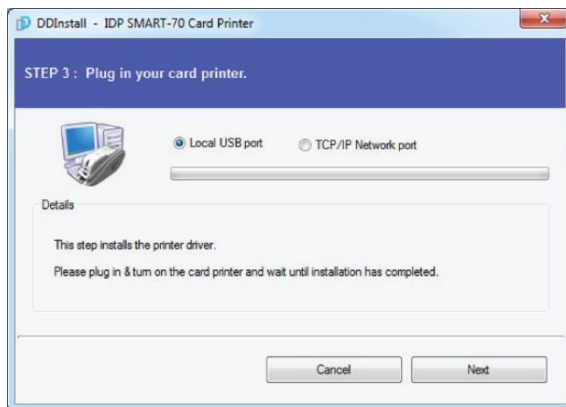 DDInstall - IDP SMART-70 Card Printer
STEP 3 : Plug in your card printer.
Local USB port TCP/IP Network port
Details
This step installs the printer driver.
Please plug in & turn on the card printer and wait until installation has completed.
Cancel Next